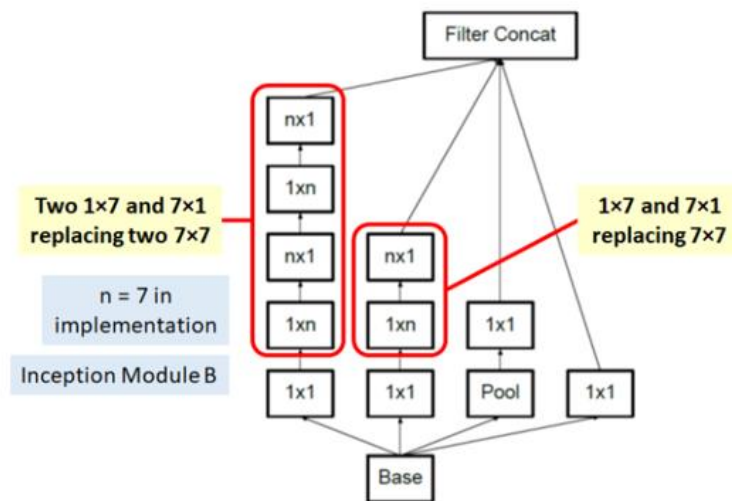 Filter Concat
nx1
1xn
Two 1×7 and 7×1
replacing two 7×7
1×7 and 7×1
replacing 7×7
nx1
nx1
n = 7 in
implementation
1xn
1xn
1x1
Inception Module B
1x1
1x1
Pool
1x1
Base